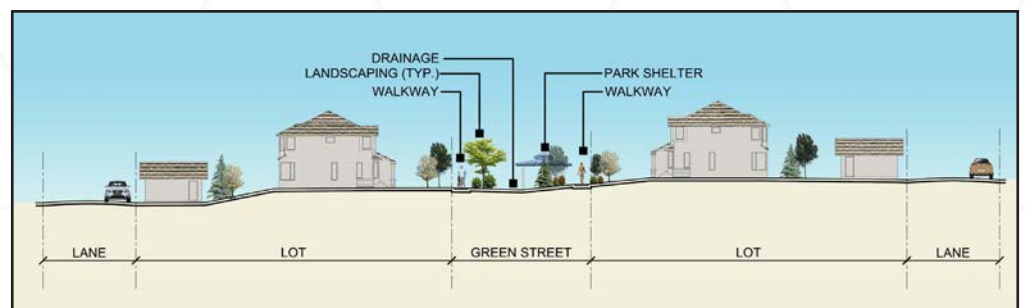 DRAINAGE
LANDSCAPING (TYP.)
WALKWAY
PARK SHELTER
WALKWAY
LANE
LOT
GREEN STREET
LOT
LANE